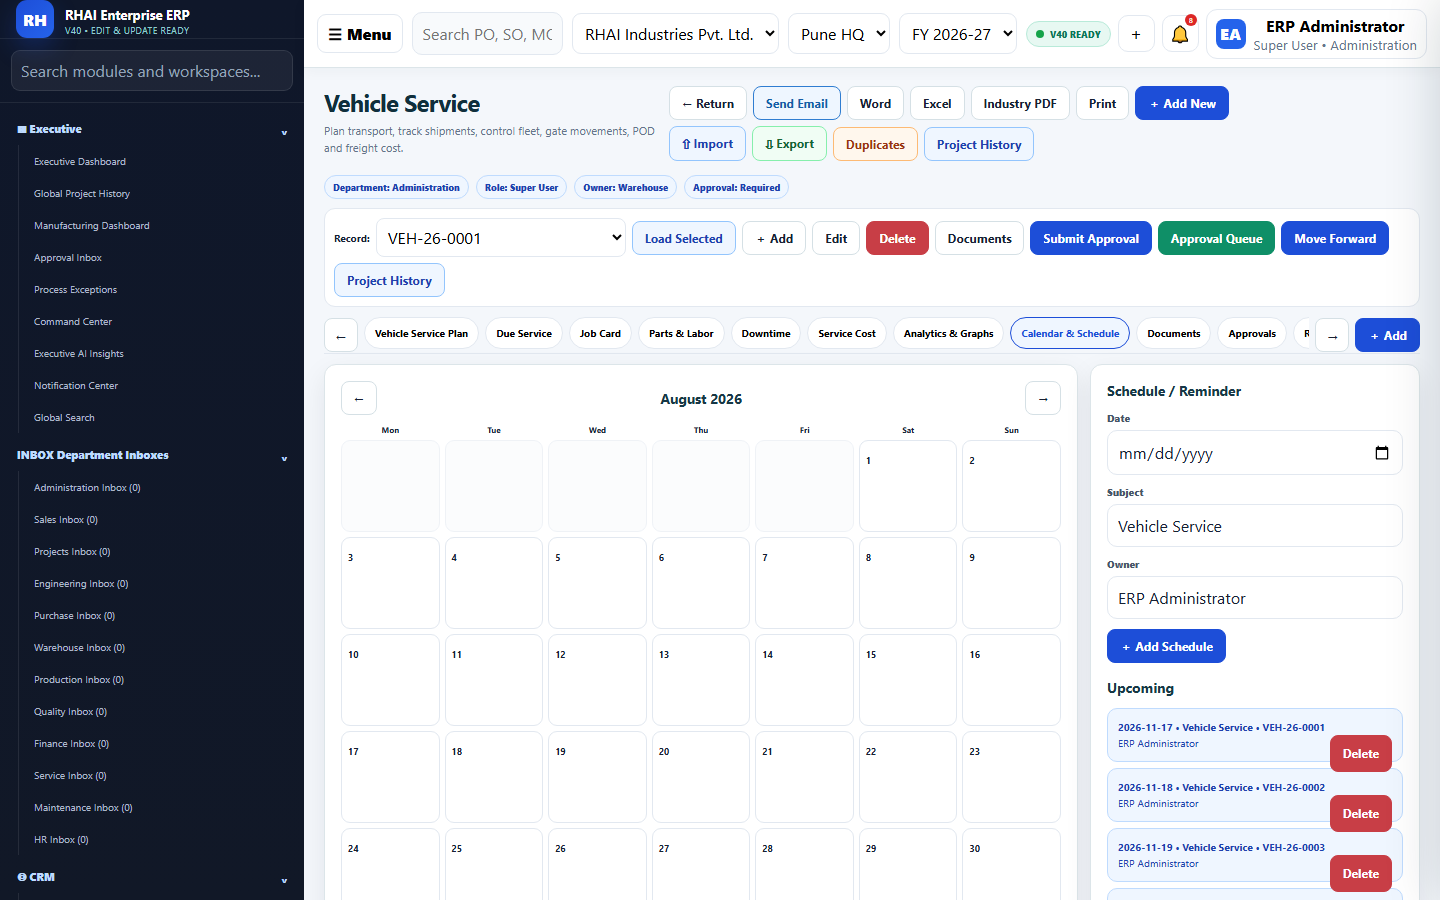 RH
RHAI Enterprise ERP
V40 • EDIT & UPDATE READY
Search modules and workspaces...
Executive
Executive Dashboard
Global Project History
Manufacturing Dashboard
Approval Inbox
Process Exceptions
Command Center
Executive AI Insights
Notification Center
Global Search
INBOX Department Inboxes
Administration Inbox (0)
Sales Inbox (0)
Projects Inbox (0)
Engineering Inbox (0)
Purchase Inbox (0)
Warehouse Inbox (0)
Production Inbox (0)
Quality Inbox (0)
Finance Inbox (0)
Service Inbox (0)
Maintenance Inbox (0)
HR Inbox (0)
CRM
☰ Menu
Search PO, SO, MO
RHAI Industries Pvt. Ltd.
Pune HQ
FY 2026-27
V40 READY
+
8
EA
ERP Administrator
Super User • Administration
Vehicle Service
Plan transport, track shipments, control fleet, gate movements, POD
and freight cost.
← Return
Send Email
Word
Excel
Industry PDF
Print
+ Add New
⇧ Import
⇩ Export
Duplicates
Project History
Department: Administration
Role: Super User
Owner: Warehouse
Approval: Required
Record:
VEH-26-0001
Load Selected
+ Add
Edit
Delete
Documents
Submit Approval
Approval Queue
Move Forward
Project History
←
Vehicle Service Plan
Due Service
Job Card
Parts & Labor
Downtime
Service Cost
Analytics & Graphs
Calendar & Schedule
Documents
Approvals
→
+ Add
←
August 2026
→
Mon
Tue
Wed
Thu
Fri
Sat
Sun
1
2
3
4
5
6
7
8
9
10
11
12
13
14
15
16
17
18
19
20
21
22
23
24
25
26
27
28
29
30
Schedule / Reminder
Date
mm/dd/yyyy
Subject
Vehicle Service
Owner
ERP Administrator
+ Add Schedule
Upcoming
2026-11-17 • Vehicle Service • VEH-26-0001
ERP Administrator
Delete
2026-11-18 • Vehicle Service • VEH-26-0002
ERP Administrator
Delete
2026-11-19 • Vehicle Service • VEH-26-0003
ERP Administrator
Delete